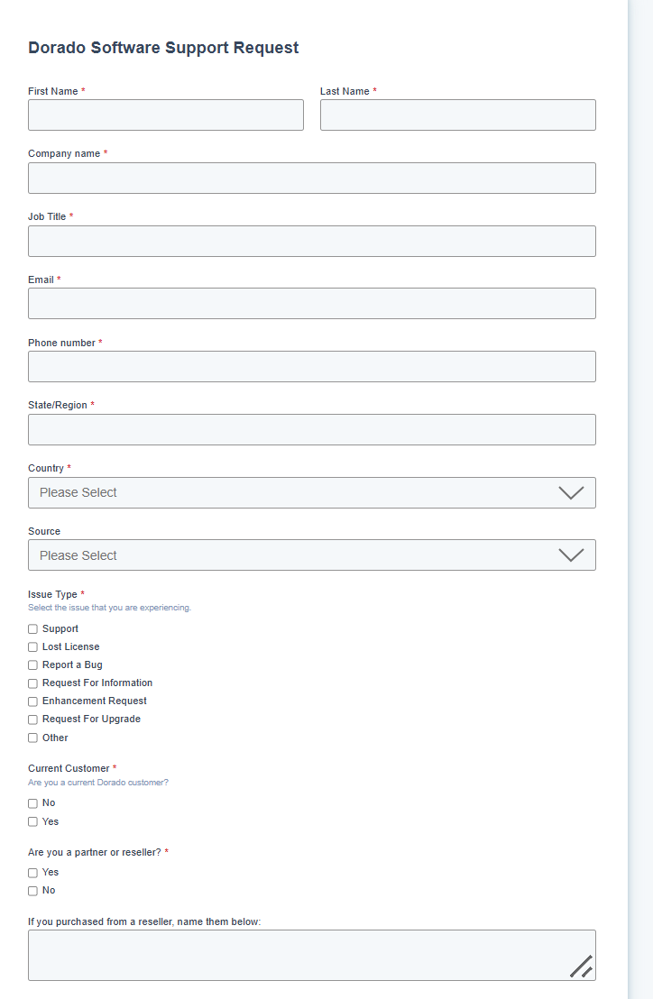 Dorado Software Support Request
First Name * Last Name *
Company name *
Job Title *
Email *
Phone number *
State/Region *
Country *
Please Select
Source
Please Select
Issue Type *
Select the issue that you are experiencing.
Support
Lost License
Report a Bug
Request For Information
Enhancement Request
Request For Upgrade
Other
Current Customer *
Are you a current Dorado customer?
No
Yes
Are you a partner or reseller? *
Yes
No
If you purchased from a reseller, name them below: